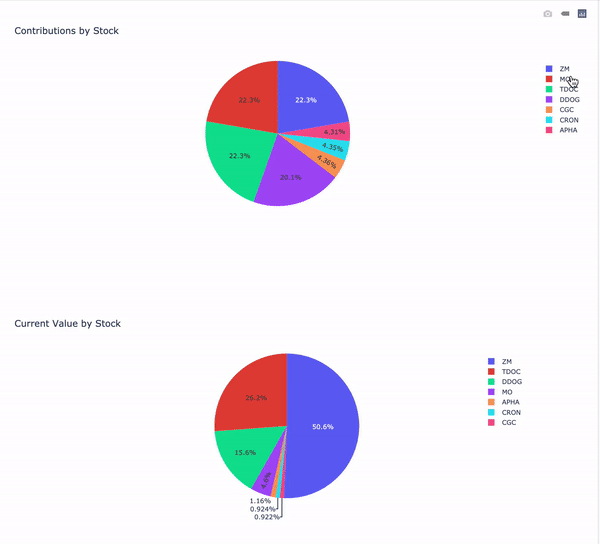 Contributions by Stock
ZM
TDOC
DDOG
CGC
CRON
APHA
22.3%
22.3%
4.31%
4.35%
4.36%
22.3%
20.1%
Current Value by Stock
ZM
TDOC
DDOG
MO
APHA
CRON
CGC
26.2%
50.6%
15.6%
1.16%
0.924%
0.922%